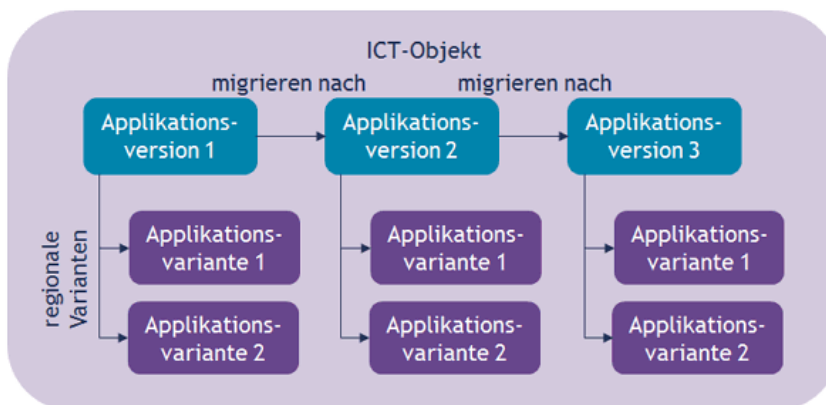 ICT-Objekt
migrieren nach
migrieren nach
Applikations-
version 1
Applikations-
version 2
Applikations-
version 3
regionale
Varianten
Applikations-
variante 1
Applikations-
variante 1
Applikations-
variante 1
Applikations-
variante 2
Applikations-
variante 2
Applikations-
variante 2